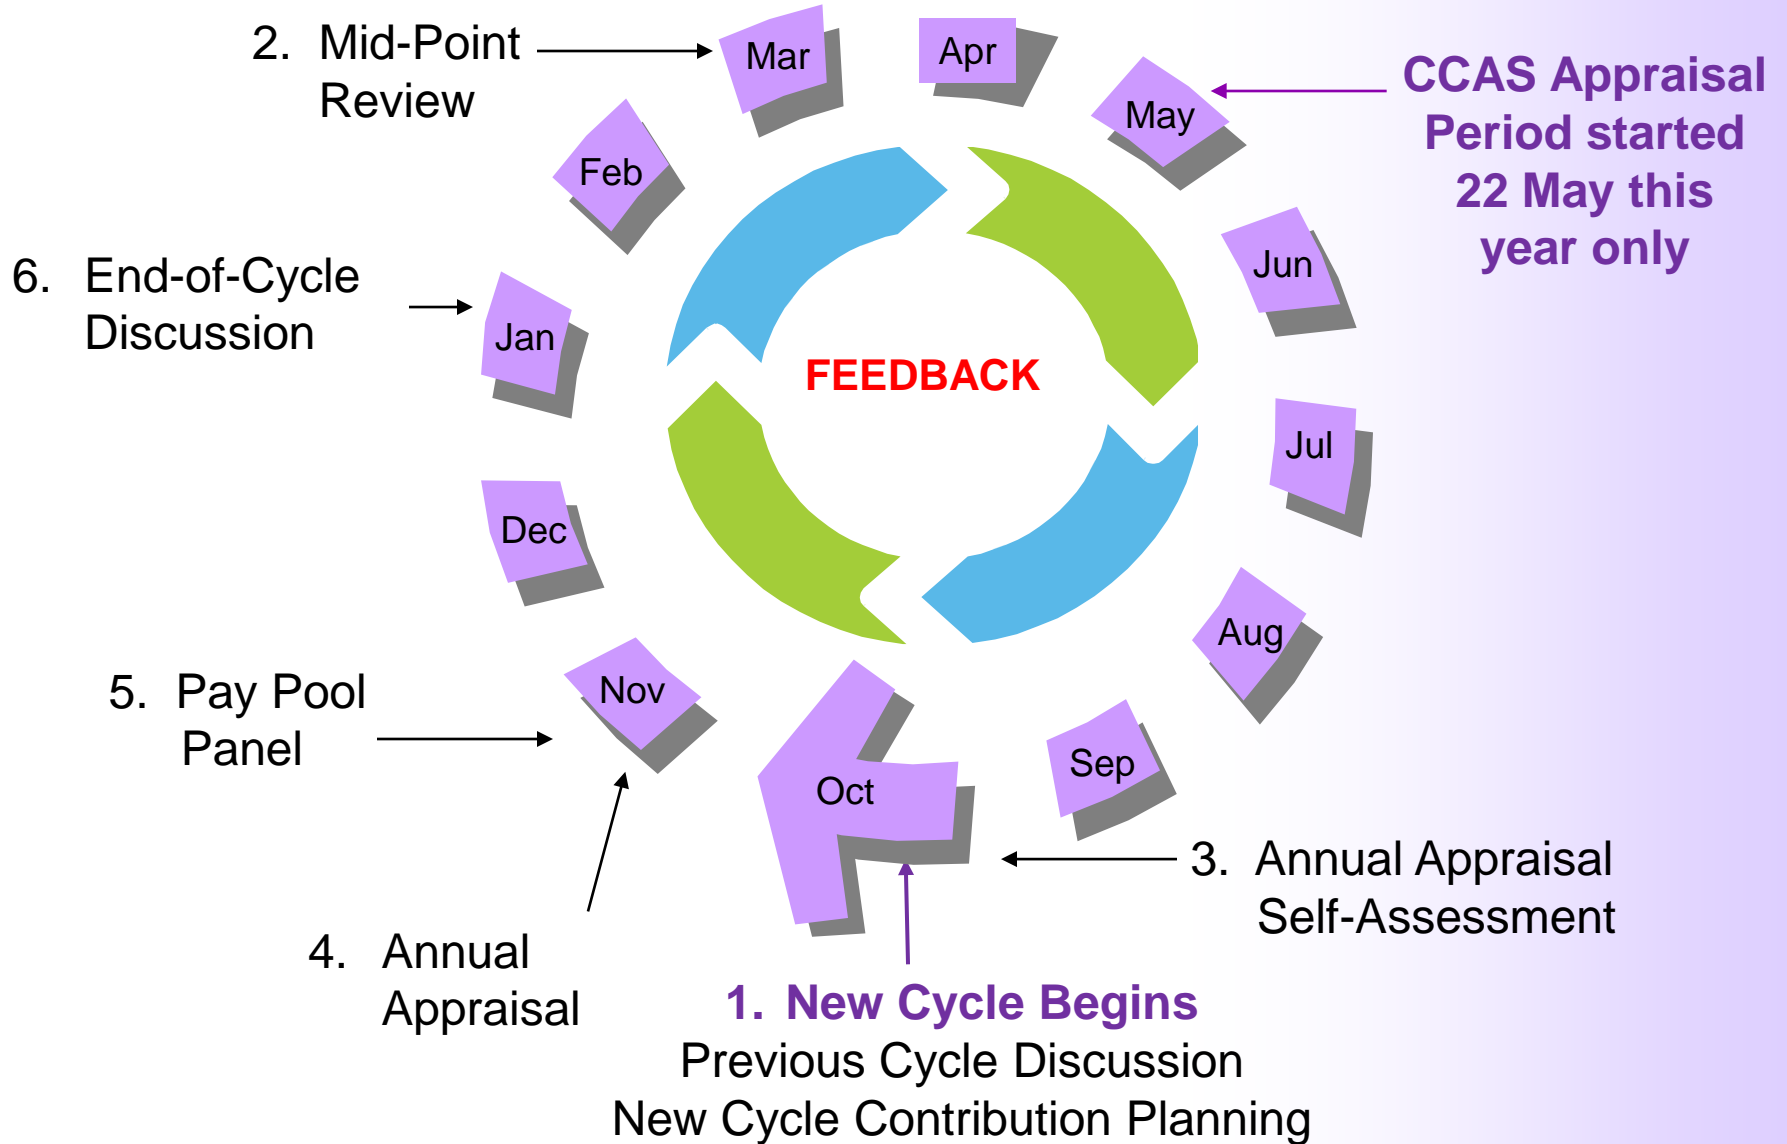 2. Mid-Point
Review
Mar
Apr
May
CCAS Appraisal
Period started
22 May this
year only
Feb
Jun
6. End-of-Cycle
Discussion
Jan
FEEDBACK
Jul
Dec
Aug
5. Pay Pool
Panel
Nov
Oct
Sep
3. Annual Appraisal
Self-Assessment
4. Annual
Appraisal
1. New Cycle Begins
Previous Cycle Discussion
New Cycle Contribution Planning